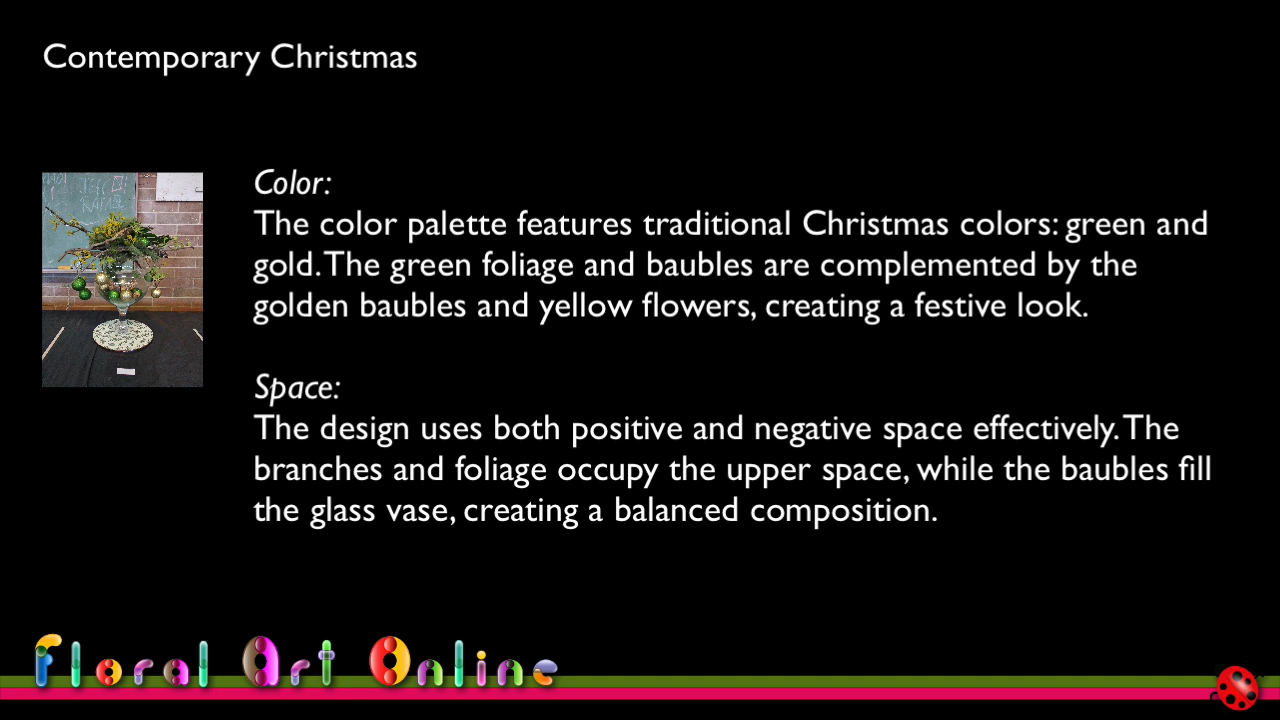 Contemporary Christmas
Color:
The color palette features traditional Christmas colors: green and
gold. The green foliage and baubles are complemented by the
golden baubles and yellow flowers, creating a festive look.
Space:
The design uses both positive and negative space effectively. The
branches and foliage occupy the upper space, while the baubles fill
the glass vase, creating a balanced composition.
Floral Art Online